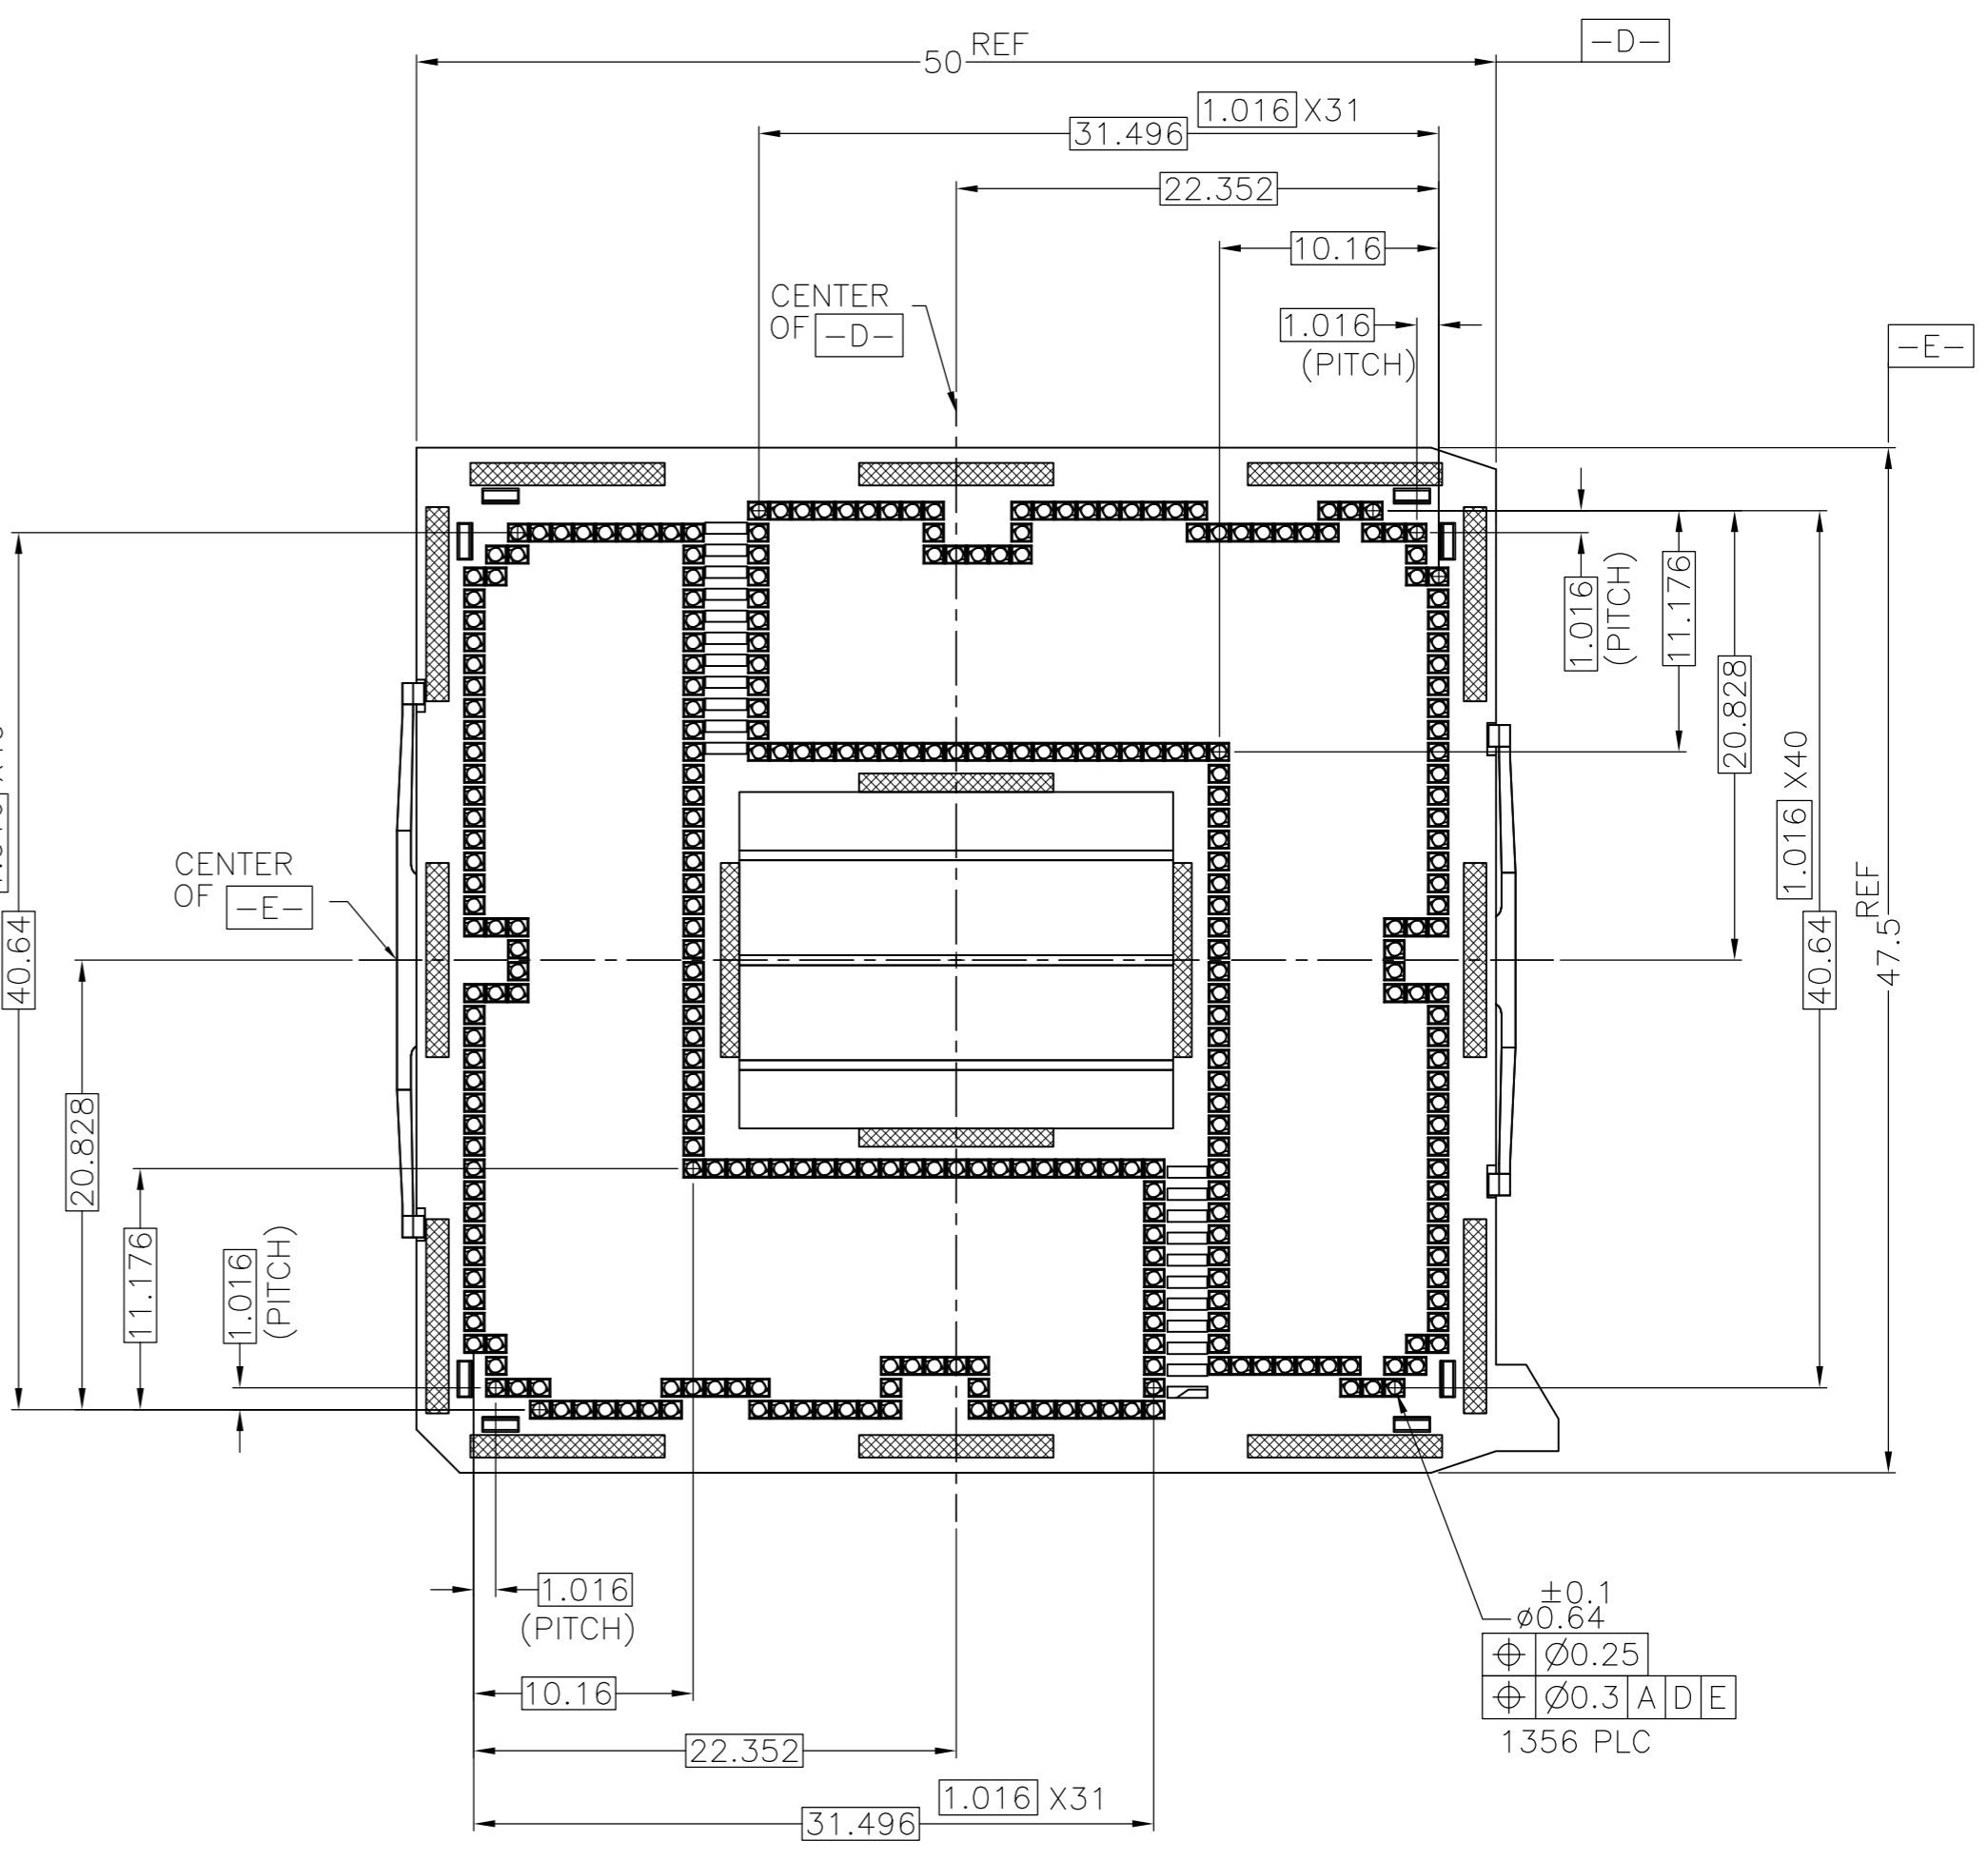 REF
50
-D-
1.016 X31
31.496
22.352
10.16
CENTER
OF -D-
1.016
(PITCH)
-E-
1.016
(PITCH)
11.176
20.828
1.016 X40
40.64
REF
47.5
CENTER
OF -E-
40.64
20.828
11.176
1.016
(PITCH)
1.016
(PITCH)
10.16
22.352
1.016 X31
31.496
±0.1
⌀0.64
⌖ ⌀0.25
⌖ ⌀0.3 A D E
1356 PLC